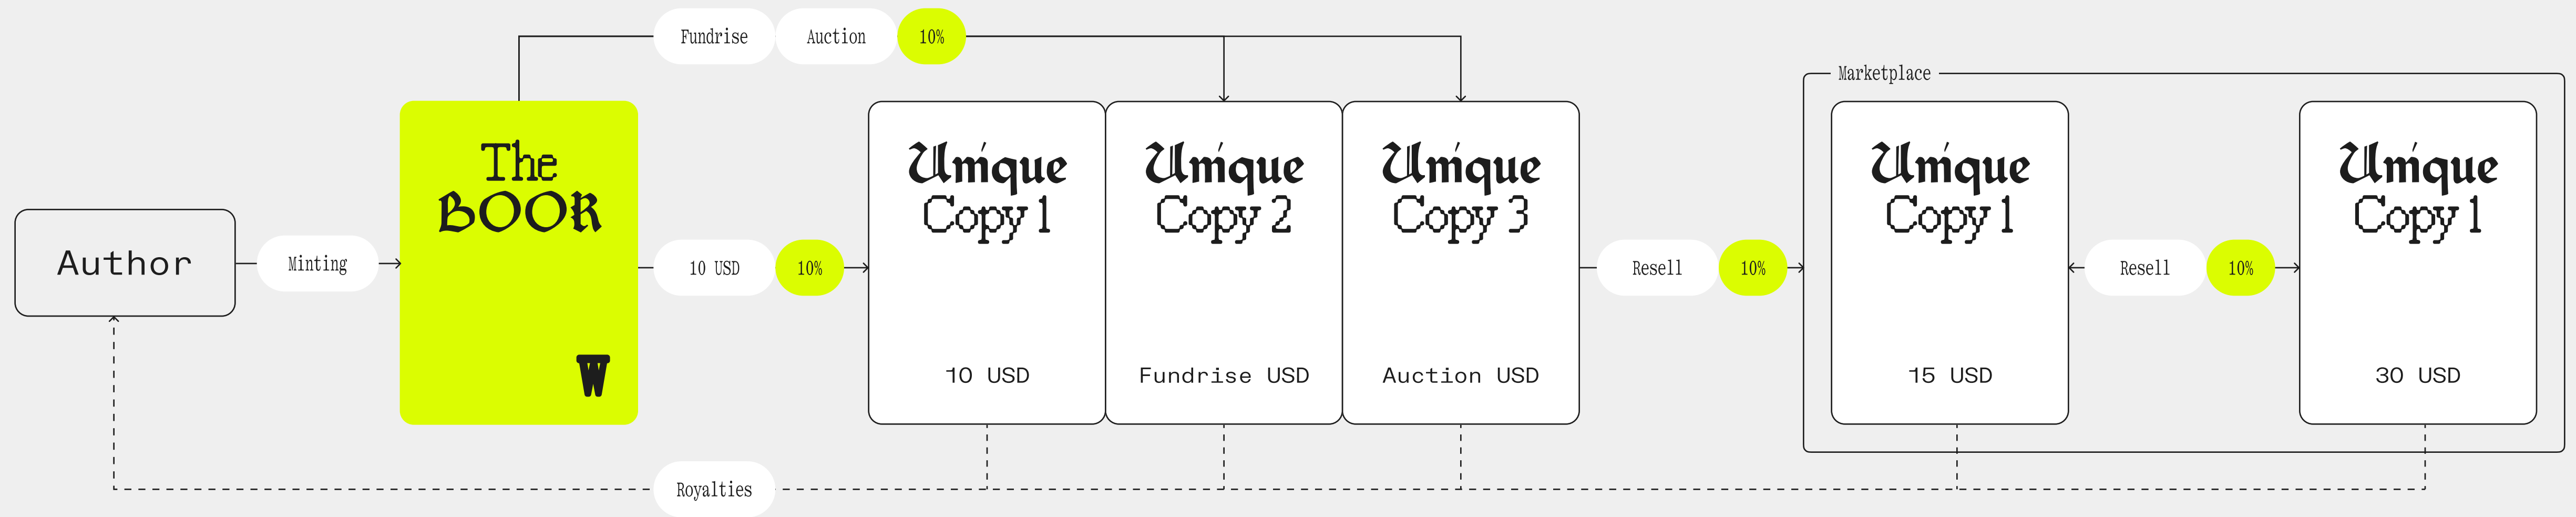 Fundrise
Auction
10%
Marketplace
The
BOOK
W
Unique
Copy 1
10 USD
Unique
Copy 2
Fundrise USD
Unique
Copy 3
Auction USD
Unique
Copy 1
15 USD
Unique
Copy 1
30 USD
Author
Minting
10 USD
10%
Resell
10%
Resell
10%
Royalties